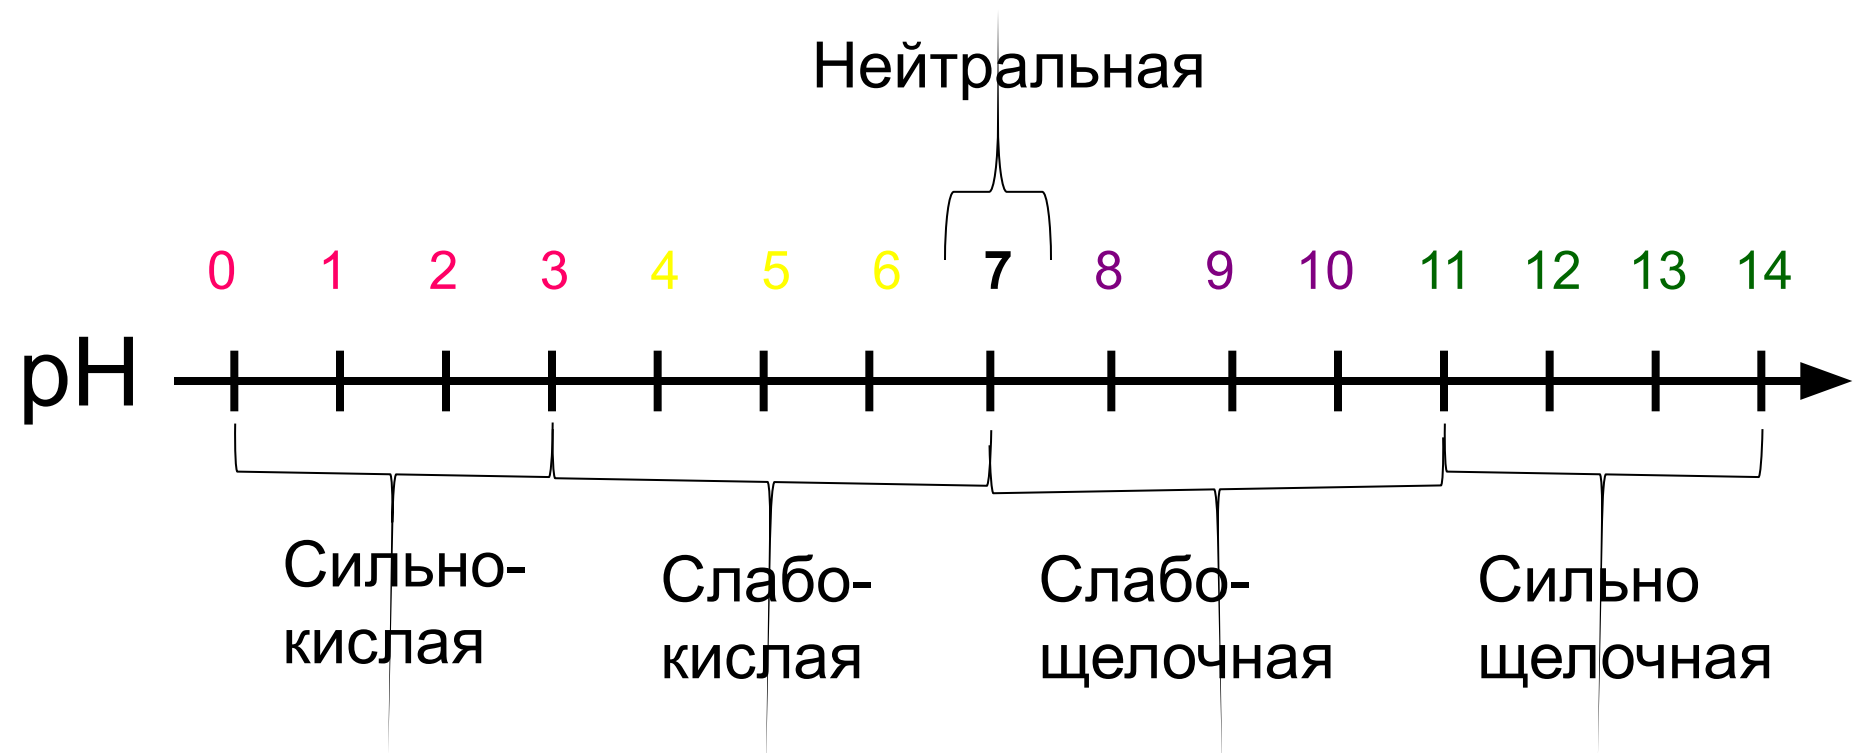 Нейтральная
0 1 2 3 4 5 6 7 8 9 10 11 12 13 14
pH
Сильно-
кислая
Слабо-
кислая
Слабо-
щелочная
Сильно
щелочная